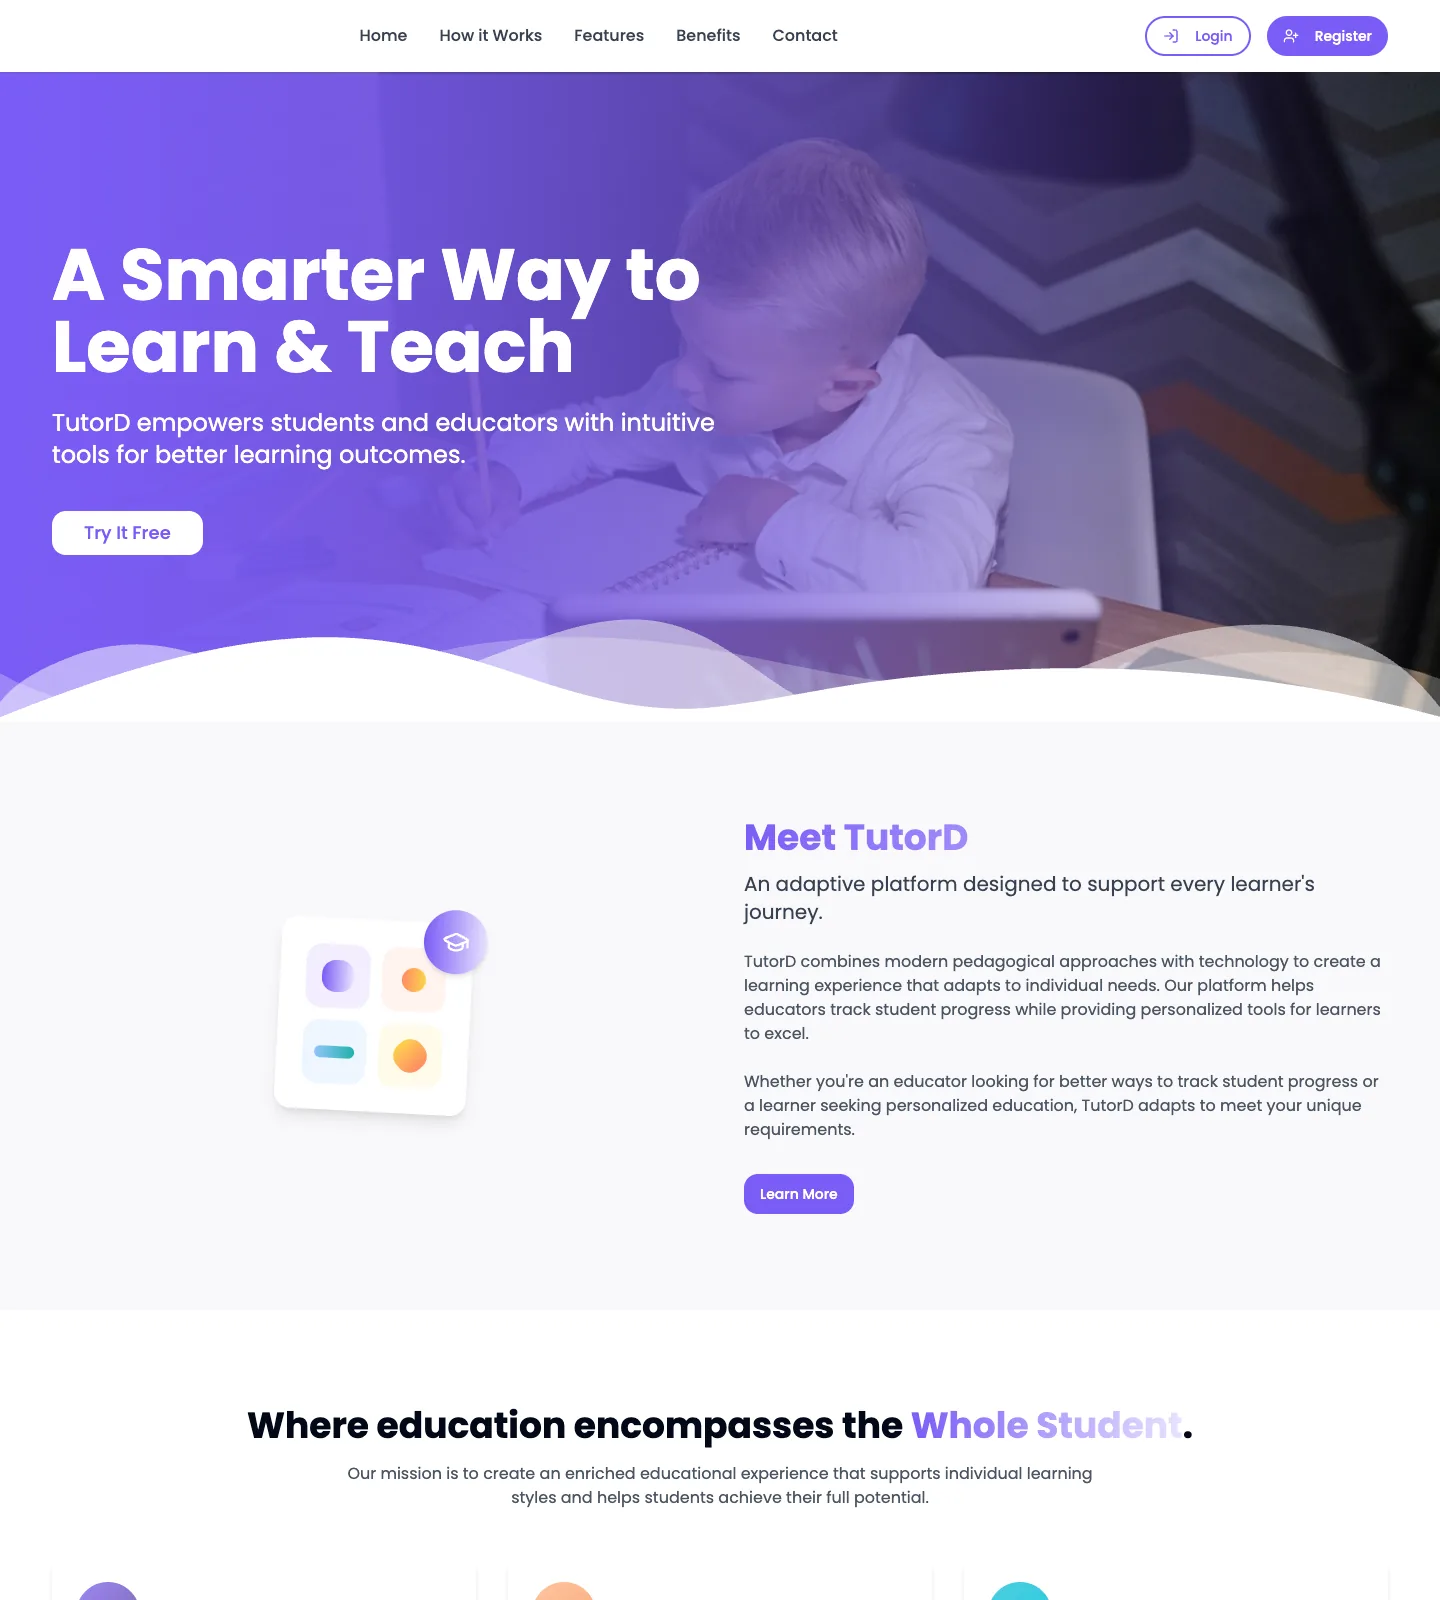 Home
How it Works
Features
Benefits
Contact
Login
Register
A Smarter Way to
Learn & Teach
TutorD empowers students and educators with intuitive
tools for better learning outcomes.
Try It Free
Meet TutorD
An adaptive platform designed to support every learner's
journey.
TutorD combines modern pedagogical approaches with technology to create a
learning experience that adapts to individual needs. Our platform helps
educators track student progress while providing personalized tools for learners
to excel.
Whether you're an educator looking for better ways to track student progress or
a learner seeking personalized education, TutorD adapts to meet your unique
requirements.
Learn More
Where education encompasses the Whole Student.
Our mission is to create an enriched educational experience that supports individual learning
styles and helps students achieve their full potential.